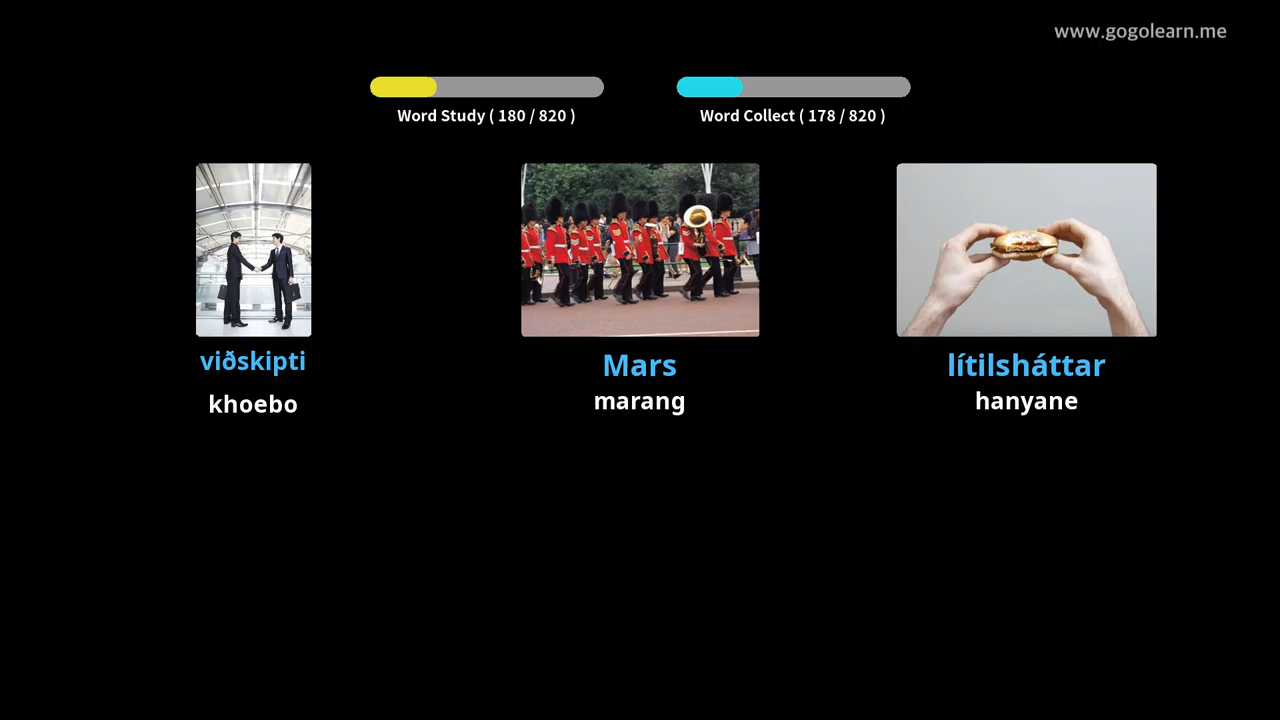 www.gogolearn.me
Word Study ( 180 / 820 )
Word Collect ( 178 / 820 )
viðskipti
khoebo
Mars
marang
lítilsháttar
hanyane